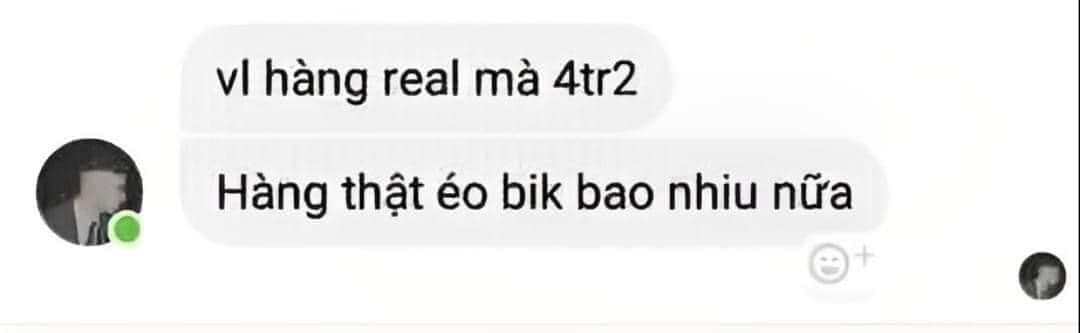 vl hàng real mà 4tr2
Hàng thật éo bik bao nhiu nữa